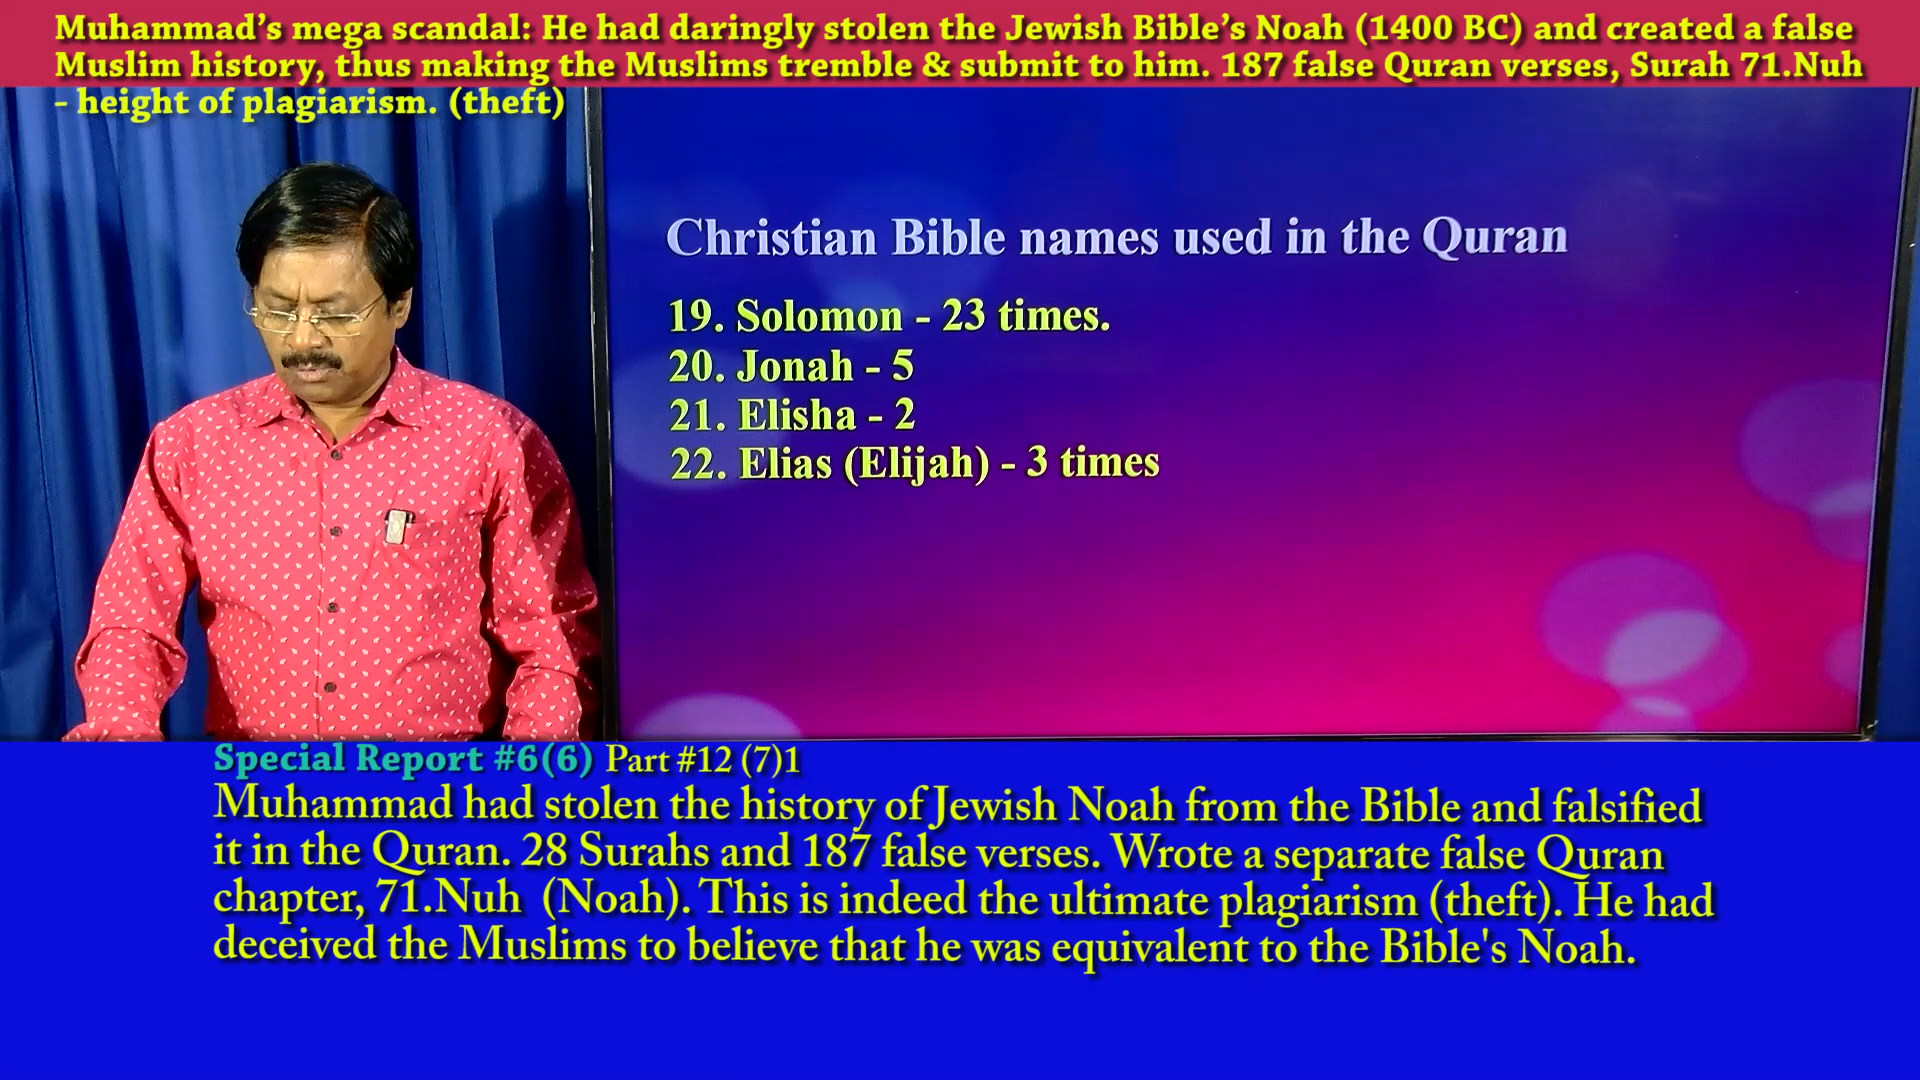 Muhammad’s mega scandal: He had daringly stolen the Jewish Bible’s Noah (1400 BC) and created a false
Muslim history, thus making the Muslims tremble & submit to him. 187 false Quran verses, Surah 71.Nuh
- height of plagiarism. (theft)
Christian Bible names used in the Quran
19. Solomon - 23 times.
20. Jonah - 5
21. Elisha - 2
22. Elias (Elijah) - 3 times
Special Report #6(6) Part #12 (7)1
Muhammad had stolen the history of Jewish Noah from the Bible and falsified
it in the Quran. 28 Surahs and 187 false verses. Wrote a separate false Quran
chapter, 71.Nuh (Noah). This is indeed the ultimate plagiarism (theft). He had
deceived the Muslims to believe that he was equivalent to the Bible's Noah.